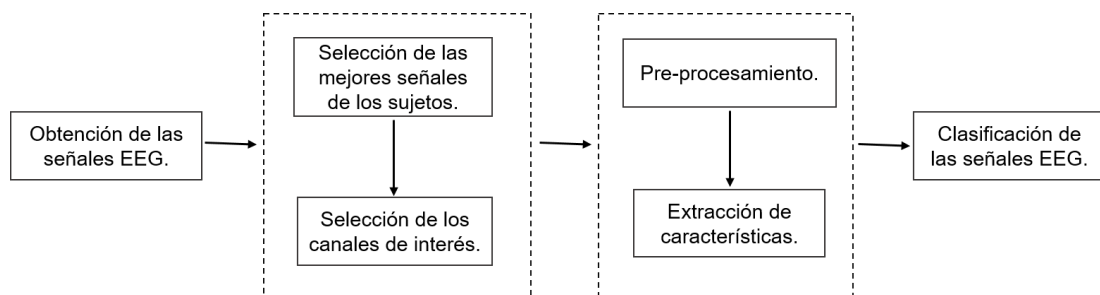 Obtención de las
señales EEG.
Selección de las
mejores señales
de los sujetos.
Selección de los
canales de interés.
Pre-procesamiento.
Extracción de
características.
Clasificación de
las señales EEG.